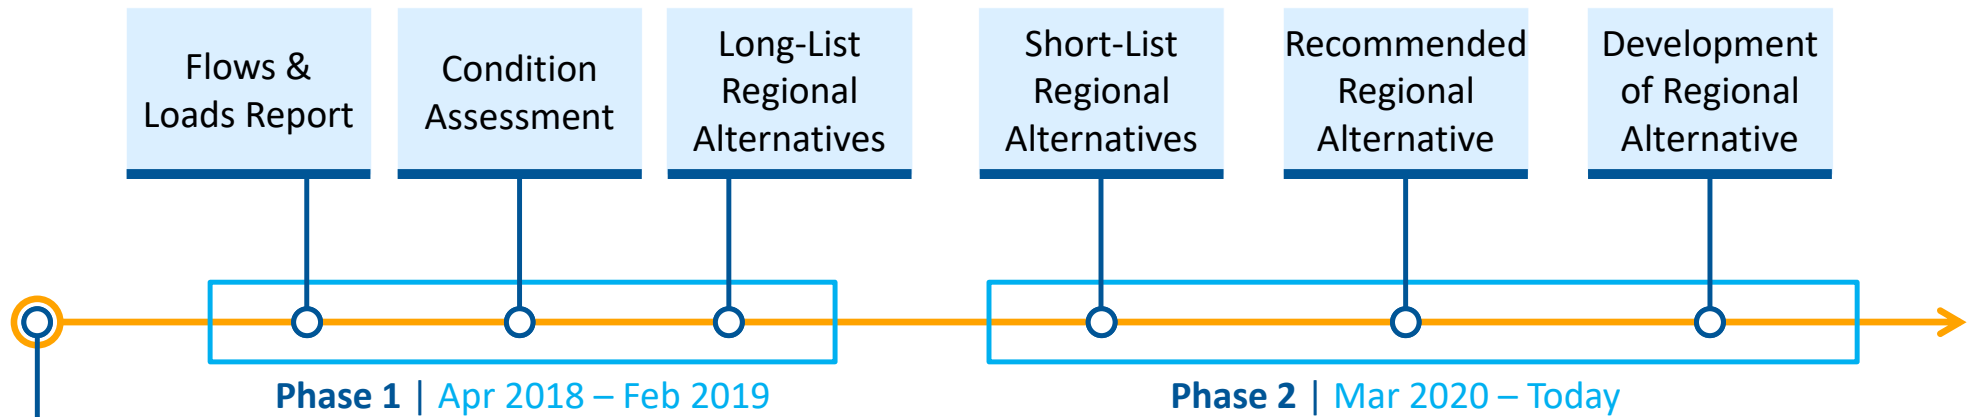 Flows &
Loads Report
Condition
Assessment
Long-List
Regional
Alternatives
Short-List
Regional
Alternatives
Recommended
Regional
Alternative
Development
of Regional
Alternative
Phase 1 | Apr 2018 – Feb 2019
Phase 2 | Mar 2020 – Today